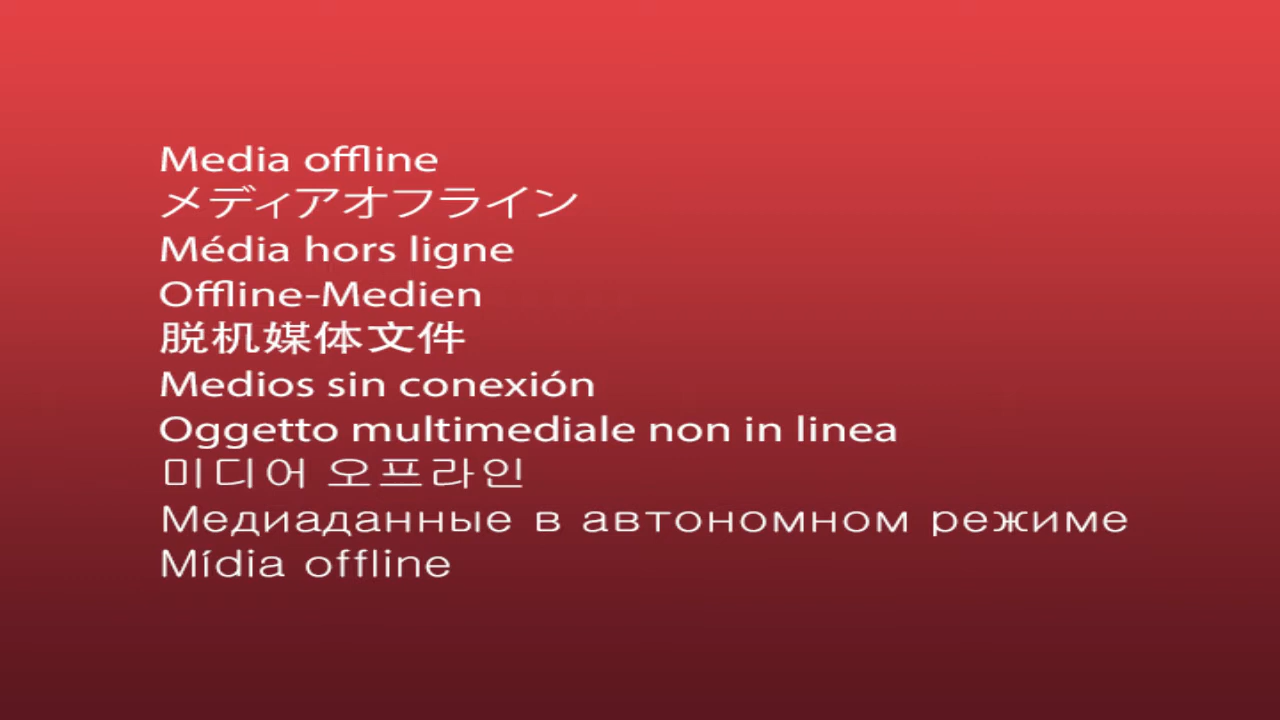 Media offline
メディアオフライン
Média hors ligne
Offline-Medien
脱机媒体文件
Medios sin conexión
Oggetto multimediale non in linea
미디어 오프라인
Медиаданные в автономном режиме
Mídia offline